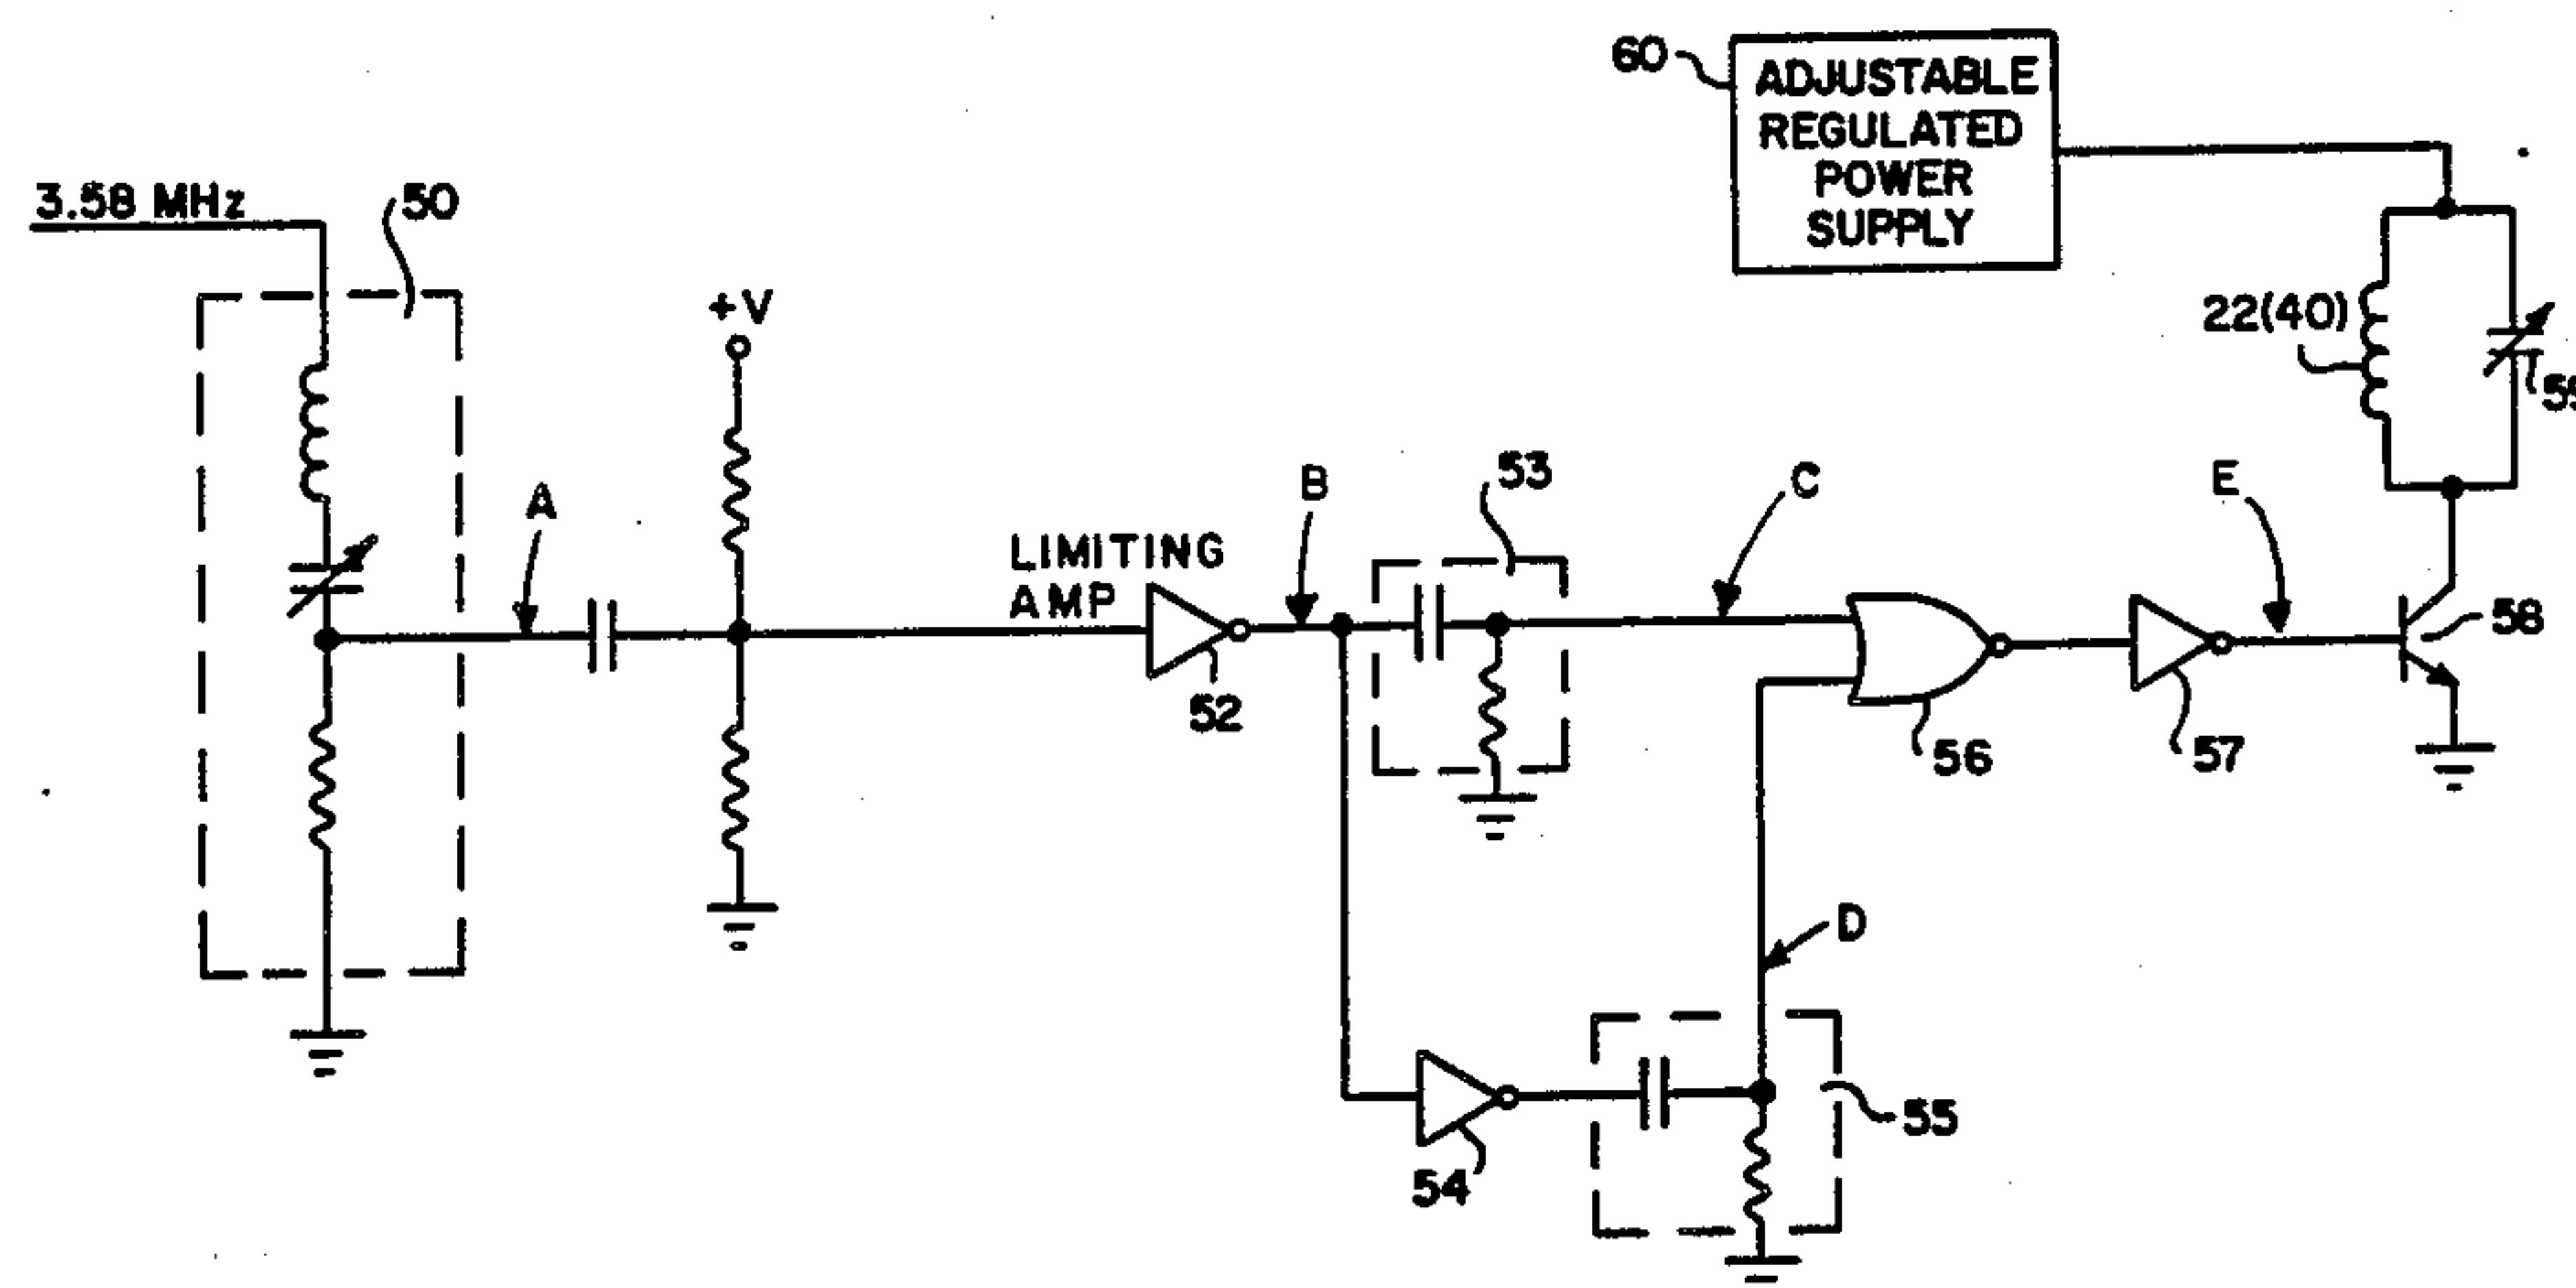 60
ADJUSTABLE
REGULATED
POWER
SUPPLY
3.58 MHz
50
+V
22(40)
A
LIMITING
AMP
B
53
C
E
58
52
56
57
D
55
54